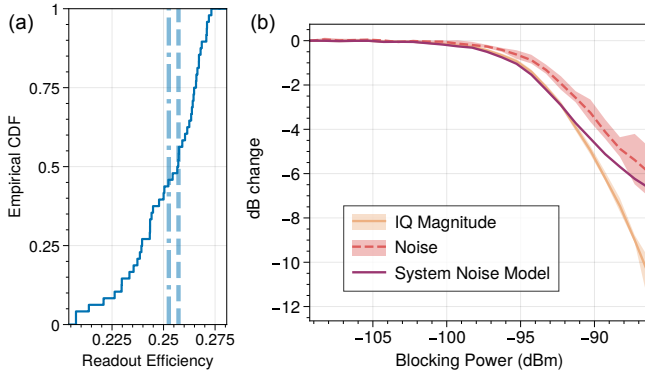 (a)
1
0.75
0.5
0.25
0
Empirical CDF
0.225
0.25
0.275
Readout Efficiency
(b)
0
−2
−4
−6
−8
−10
−12
dB change
IQ Magnitude
Noise
System Noise Model
−105
−100
−95
−90
Blocking Power (dBm)